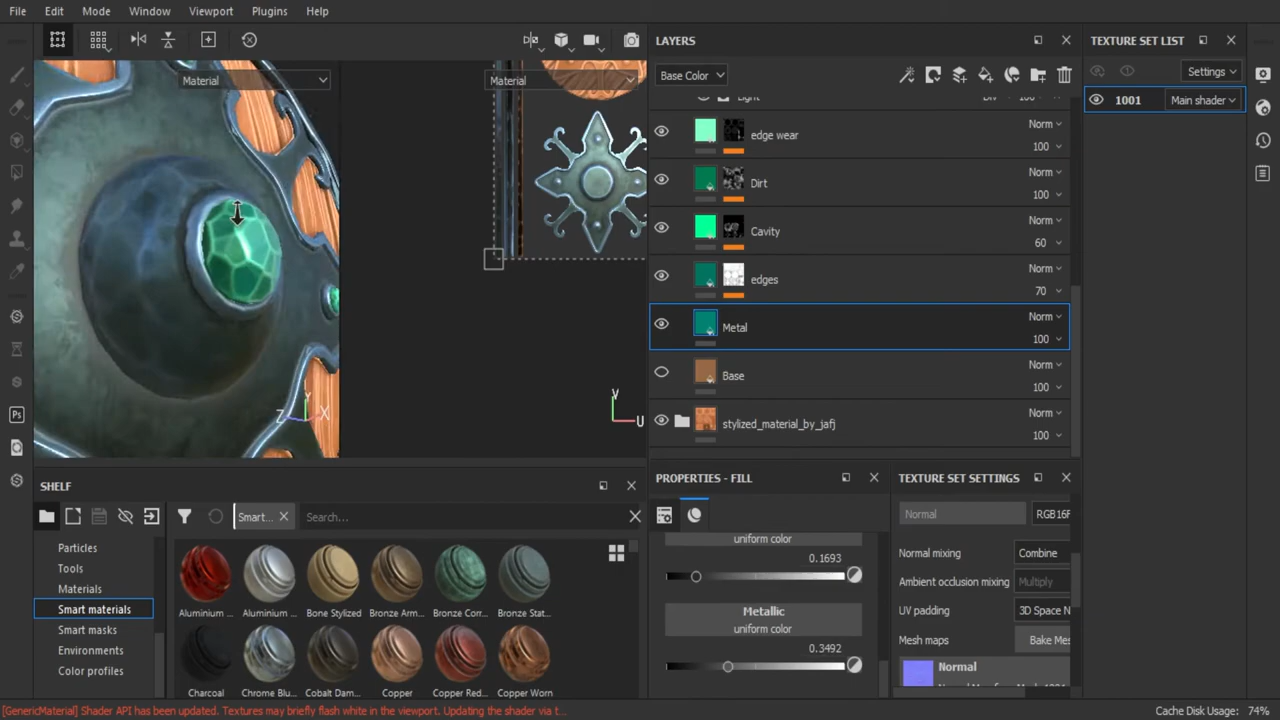 File Edit Mode Window Viewport Plugins Help
Material
Material
LAYERS
TEXTURE SET LIST
Base Color
Settings
1001 Main shader
edge wear Norm 100
Dirt Norm 100
Cavity Norm 60
edges Norm 70
Metal Norm 100
Base Norm 100
stylized_material_by_jafj Norm 100
V
U
Y
Z X
SHELF
Smart...
Search...
Particles
Tools
Materials
Smart materials
Smart masks
Environments
Color profiles
Aluminium ... Aluminium ... Bone Stylized Bronze Arm... Bronze Corr... Bronze Stat...
Charcoal Chrome Blu... Cobalt Dam... Copper Copper Red... Copper Worn
PROPERTIES - FILL
uniform color
0.1693
Metallic
uniform color
0.3492
TEXTURE SET SETTINGS
Normal RGB16F
Normal mixing Combine
Ambient occlusion mixing Multiply
UV padding 3D Space N
Mesh maps Bake Mes
Normal
[GenericMaterial] Shader API has been updated. Textures may briefly flash white in the viewport. Updating the shader via t...
Cache Disk Usage: 74%